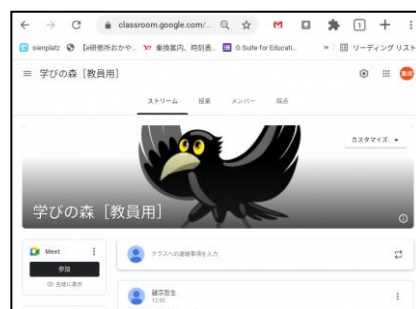 classroom.google.com/...
sienplatz
【e研修所おかや...
乗換案内、時刻表...
G Suite for Educati...
»
リーディング リスト
学びの森［教員用］
ストリーム 授業 メンバー 採点
カスタマイズ
学びの森［教員用］
Meet
参加
生徒に表示
クラスへの連絡事項を入力
12:02